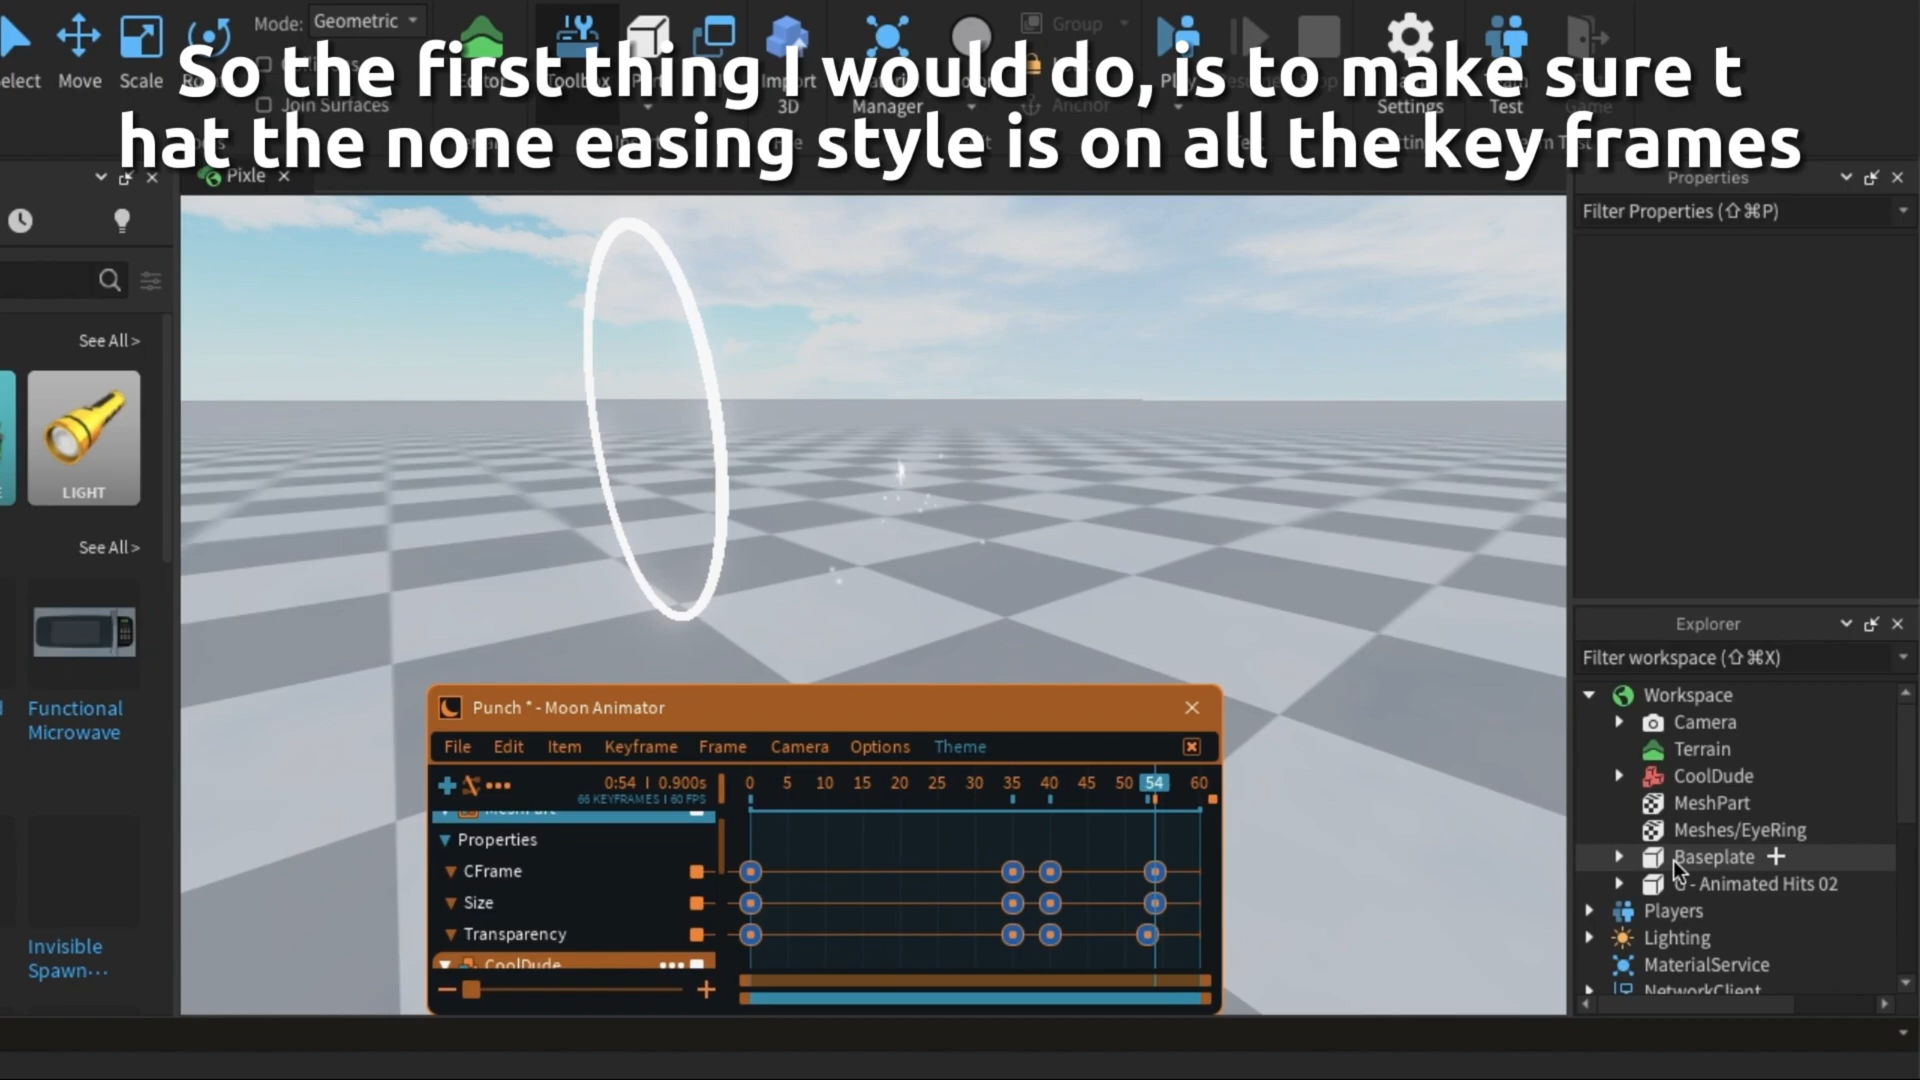 Mode: Geometric
Group
Select Move Scale
Import
Play
So the first thing I would do, is to make sure t
hat the none easing style is on all the key frames
Join Surfaces
3D
Manager
Anchor
Settings
Test
Pixle
Properties
Filter Properties (⇧⌘P)
See All >
LIGHT
See All >
Functional
Microwave
Invisible
Spawn···
Explorer
Filter workspace (⇧⌘X)
Workspace
Camera
Terrain
CoolDude
MeshPart
Meshes/EyeRing
Baseplate
- Animated Hits 02
Players
Lighting
MaterialService
NetworkClient
Punch * - Moon Animator
File Edit Item Keyframe Frame Camera Options Theme
0:54 | 0.900s
0 5 10 15 20 25 30 35 40 45 50 54 60
66 KEYFRAMES | 60 FPS
MeshPart
Properties
CFrame
Size
Transparency
CoolDude